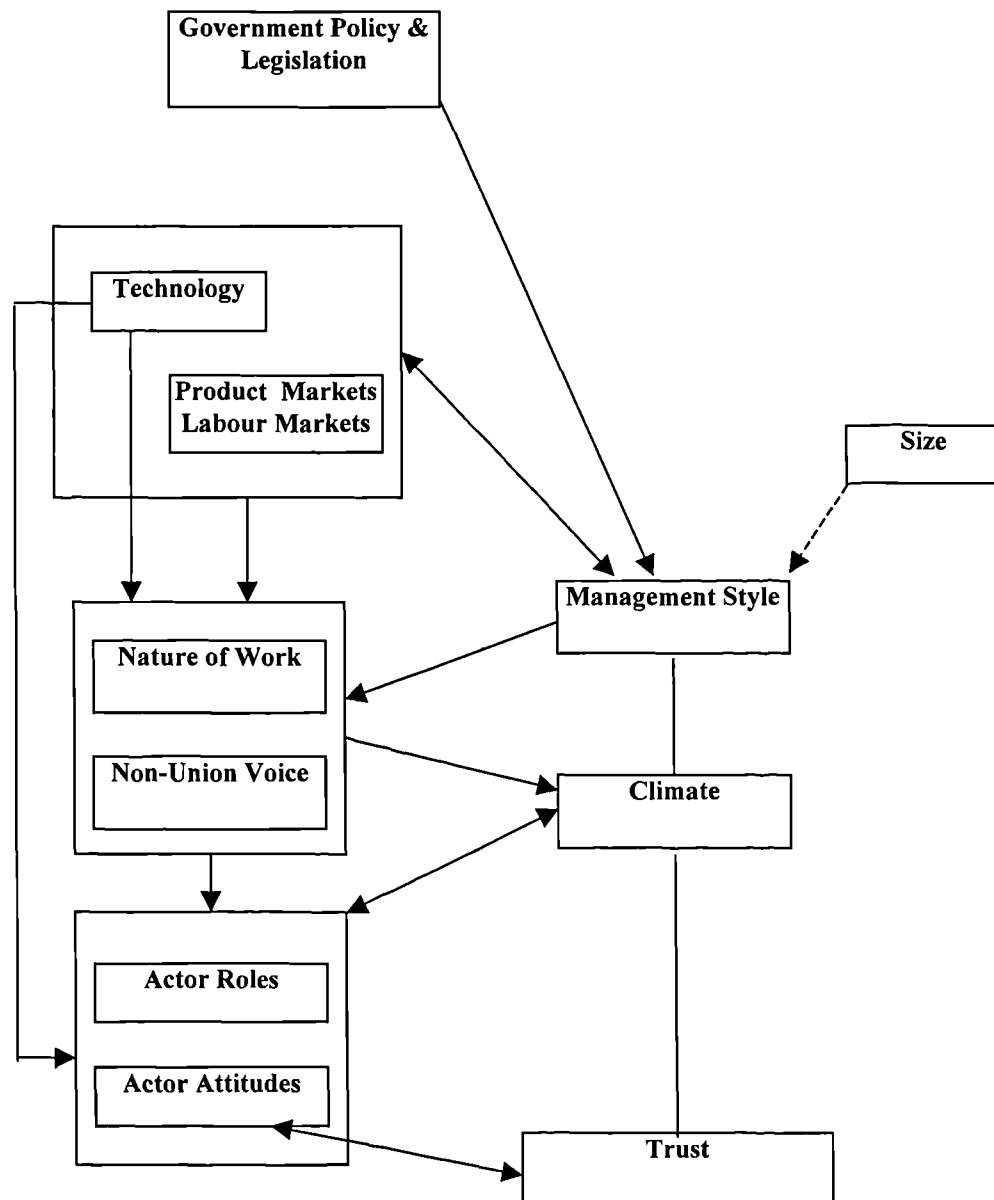 Government Policy &
Legislation
Technology
Product Markets
Labour Markets
Size
Management Style
Nature of Work
Non-Union Voice
Climate
Actor Roles
Actor Attitudes
Trust